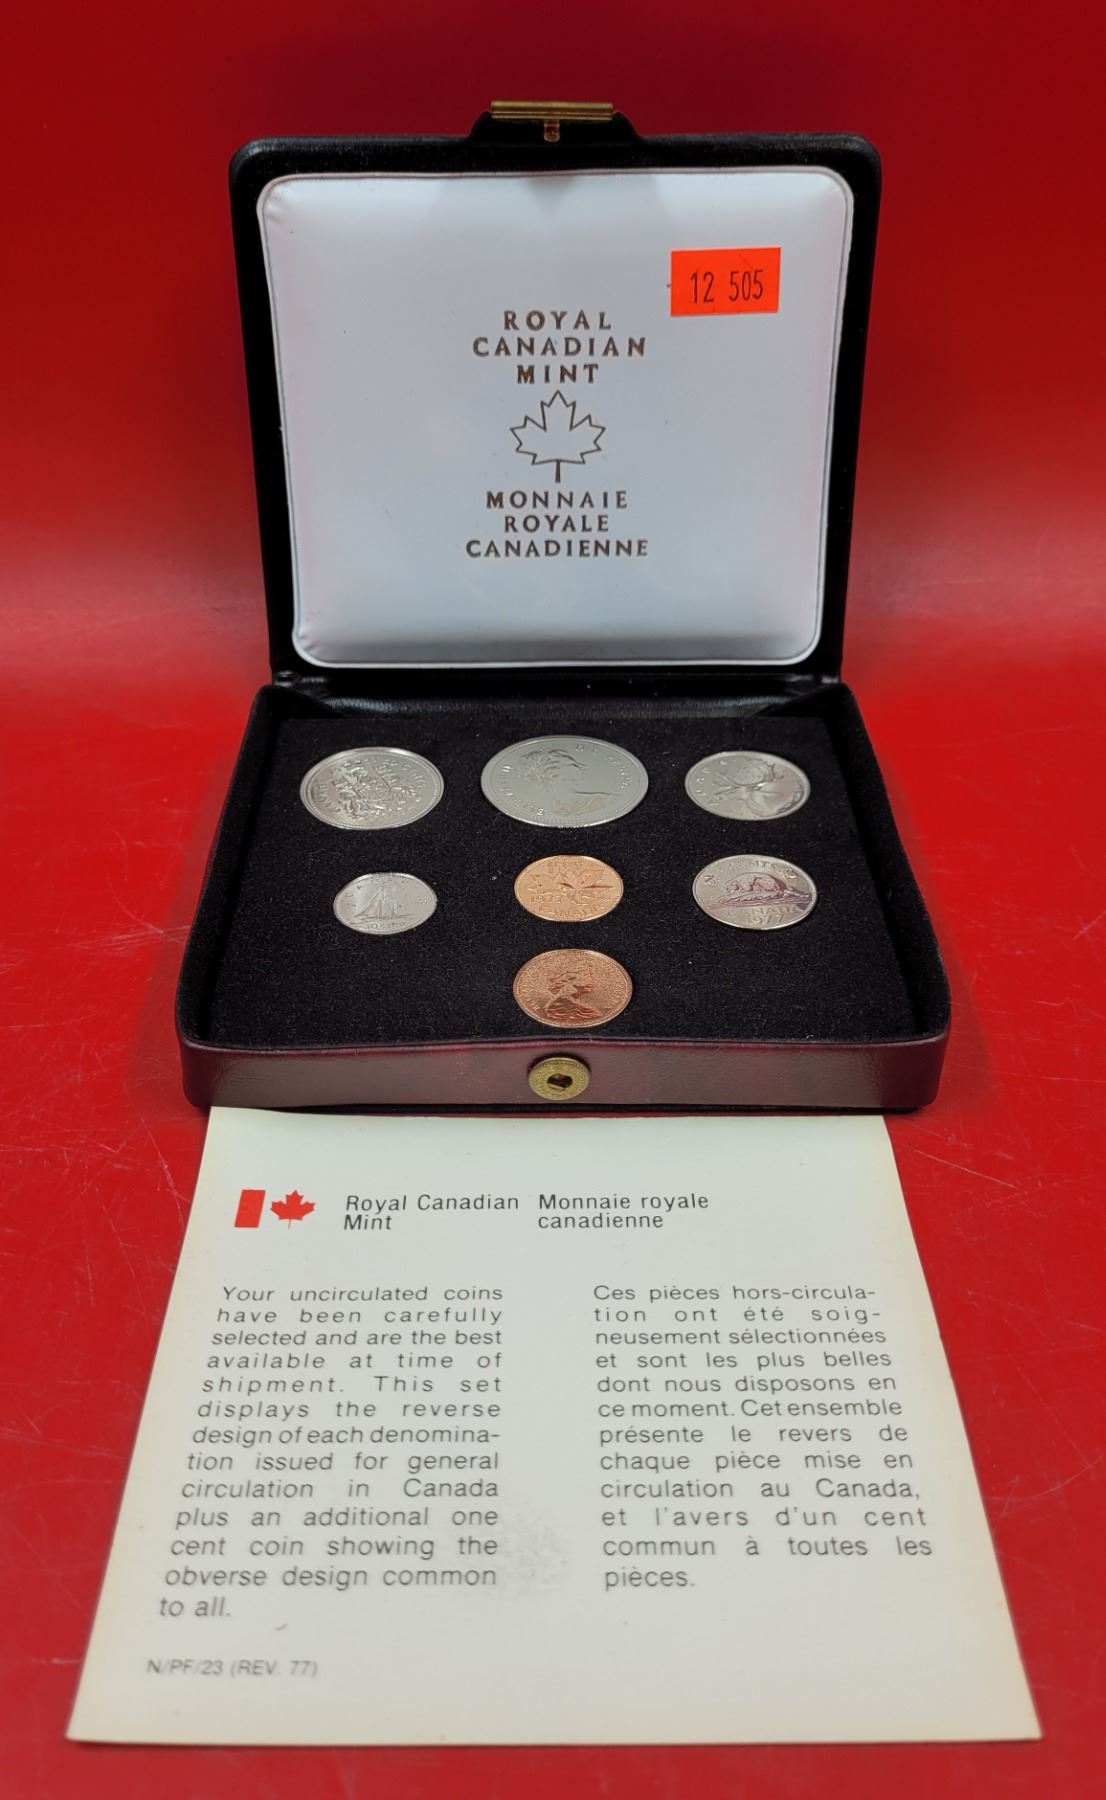 12 505
ROYAL
CANADIAN
MINT
MONNAIE
ROYALE
CANADIENNE
1977
CANADA
CANADA
1977
Royal Canadian
Mint
Monnaie royale
canadienne
Your uncirculated coins
have been carefully
selected and are the best
available at time of
shipment. This set
displays the reverse
design of each denomina-
tion issued for general
circulation in Canada
plus an additional one
cent coin showing the
obverse design common
to all.
Ces pièces hors-circula-
tion ont été soig-
neusement sélectionnées
et sont les plus belles
dont nous disposons en
ce moment. Cet ensemble
présente le revers de
chaque pièce mise en
circulation au Canada,
et l'avers d'un cent
commun à toutes les
pièces.
N/PF/23 (REV. 77)